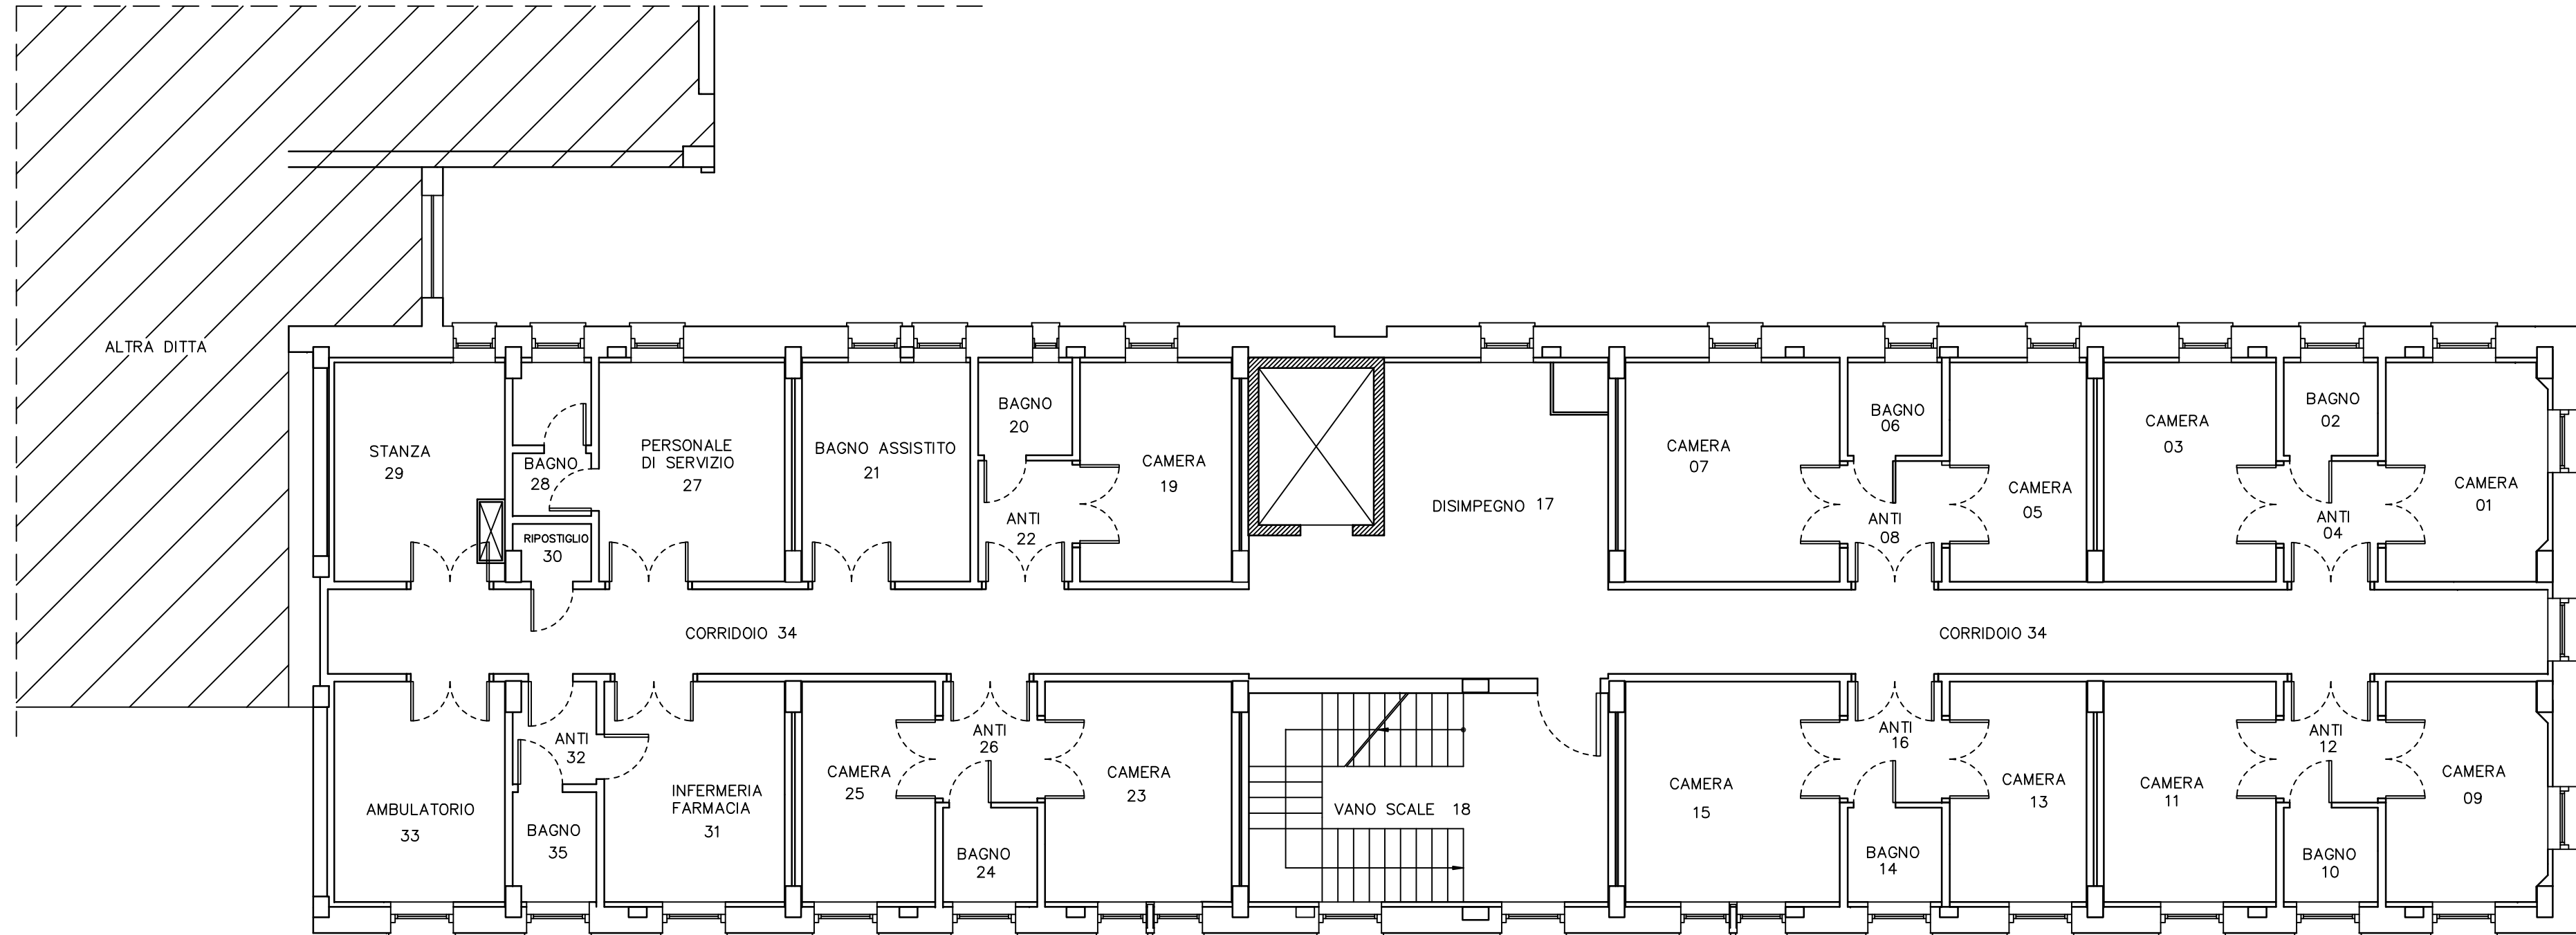 ALTRA DITTA
STANZA
29
BAGNO
28
RIPOSTIGLIO
30
PERSONALE
DI SERVIZIO
27
BAGNO ASSISTITO
21
BAGNO
20
ANTI
22
CAMERA
19
DISIMPEGNO 17
CAMERA
07
BAGNO
06
ANTI
08
CAMERA
05
CAMERA
03
BAGNO
02
ANTI
04
CAMERA
01
CORRIDOIO 34
CORRIDOIO 34
AMBULATORIO
33
ANTI
32
BAGNO
35
INFERMERIA
FARMACIA
31
CAMERA
25
ANTI
26
BAGNO
24
CAMERA
23
VANO SCALE 18
CAMERA
15
ANTI
16
BAGNO
14
CAMERA
13
CAMERA
11
ANTI
12
BAGNO
10
CAMERA
09